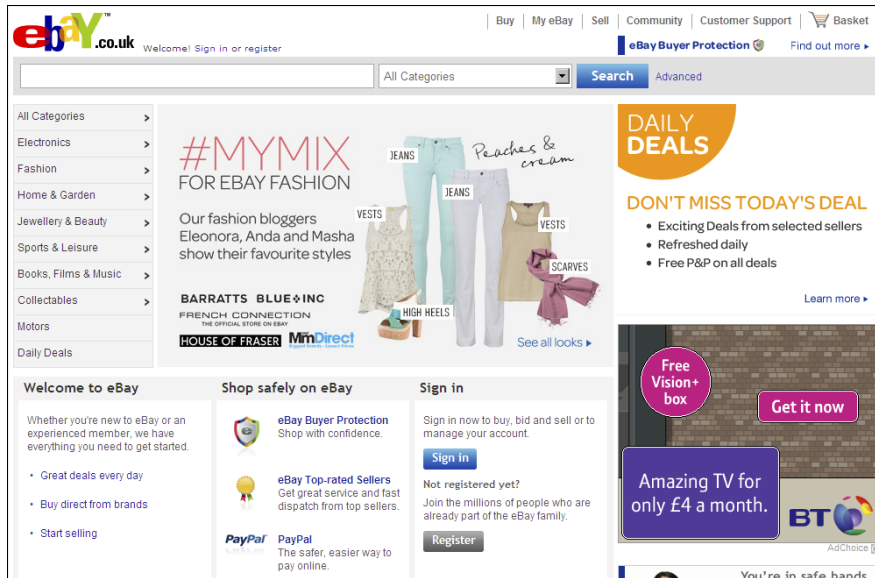 Buy
My eBay
Sell
Community
Customer Support
Basket
ebaY™.co.uk
Welcome! Sign in or register
eBay Buyer Protection
Find out more
All Categories
Search
Advanced
All Categories
Electronics
Fashion
Home & Garden
Jewellery & Beauty
Sports & Leisure
Books, Films & Music
Collectables
Motors
Daily Deals
#MYMIX
FOR EBAY FASHION
Our fashion bloggers
Eleonora, Anda and Masha
show their favourite styles
BARRATTS BLUE INC
FRENCH CONNECTION
THE OFFICIAL STORE ON EBAY
HOUSE OF FRASER
MandMDirect
JEANS
Peaches &
cream
JEANS
VESTS
VESTS
SCARVES
HIGH HEELS
See all looks
DAILY
DEALS
DON'T MISS TODAY'S DEAL
• Exciting Deals from selected sellers
• Refreshed daily
• Free P&P on all deals
Learn more
Free
Vision+
box
Get it now
Amazing TV for
only £4 a month.
BT
AdChoice
Welcome to eBay
Whether you're new to eBay or an
experienced member, we have
everything you need to get started.
• Great deals every day
• Buy direct from brands
• Start selling
Shop safely on eBay
eBay Buyer Protection
Shop with confidence.
eBay Top-rated Sellers
Get great service and fast
dispatch from top sellers.
PayPal
PayPal
The safer, easier way to
pay online.
Sign in
Sign in now to buy, bid and sell or to
manage your account.
Sign in
Not registered yet?
Join the millions of people who are
already part of the eBay family.
Register
You're in safe hands